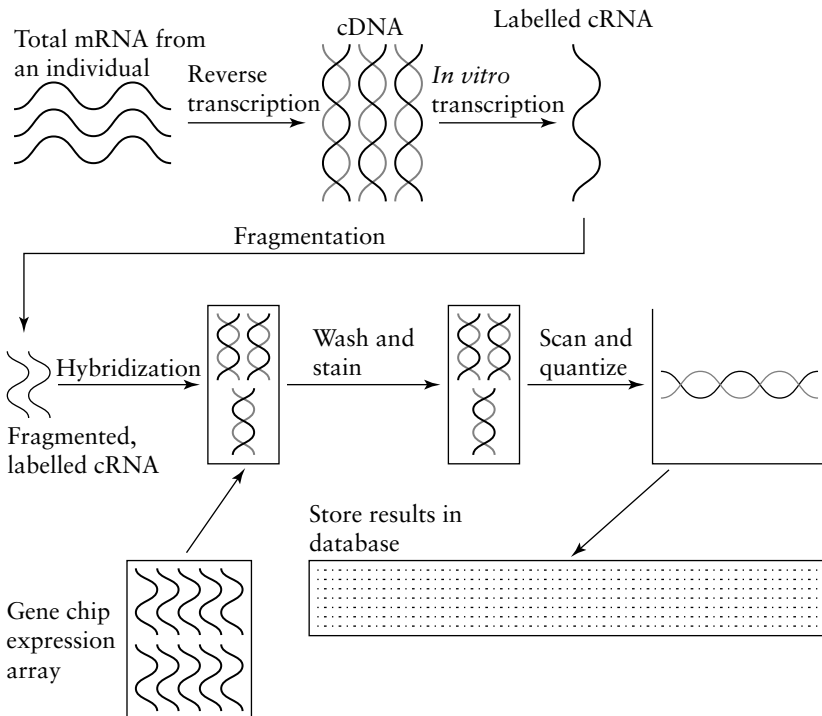 Total mRNA from
an individual
Reverse
transcription
cDNA
In vitro
transcription
Labelled cRNA
Fragmentation
Hybridization
Fragmented,
labelled cRNA
Wash and
stain
Scan and
quantize
Store results in
database
Gene chip
expression
array